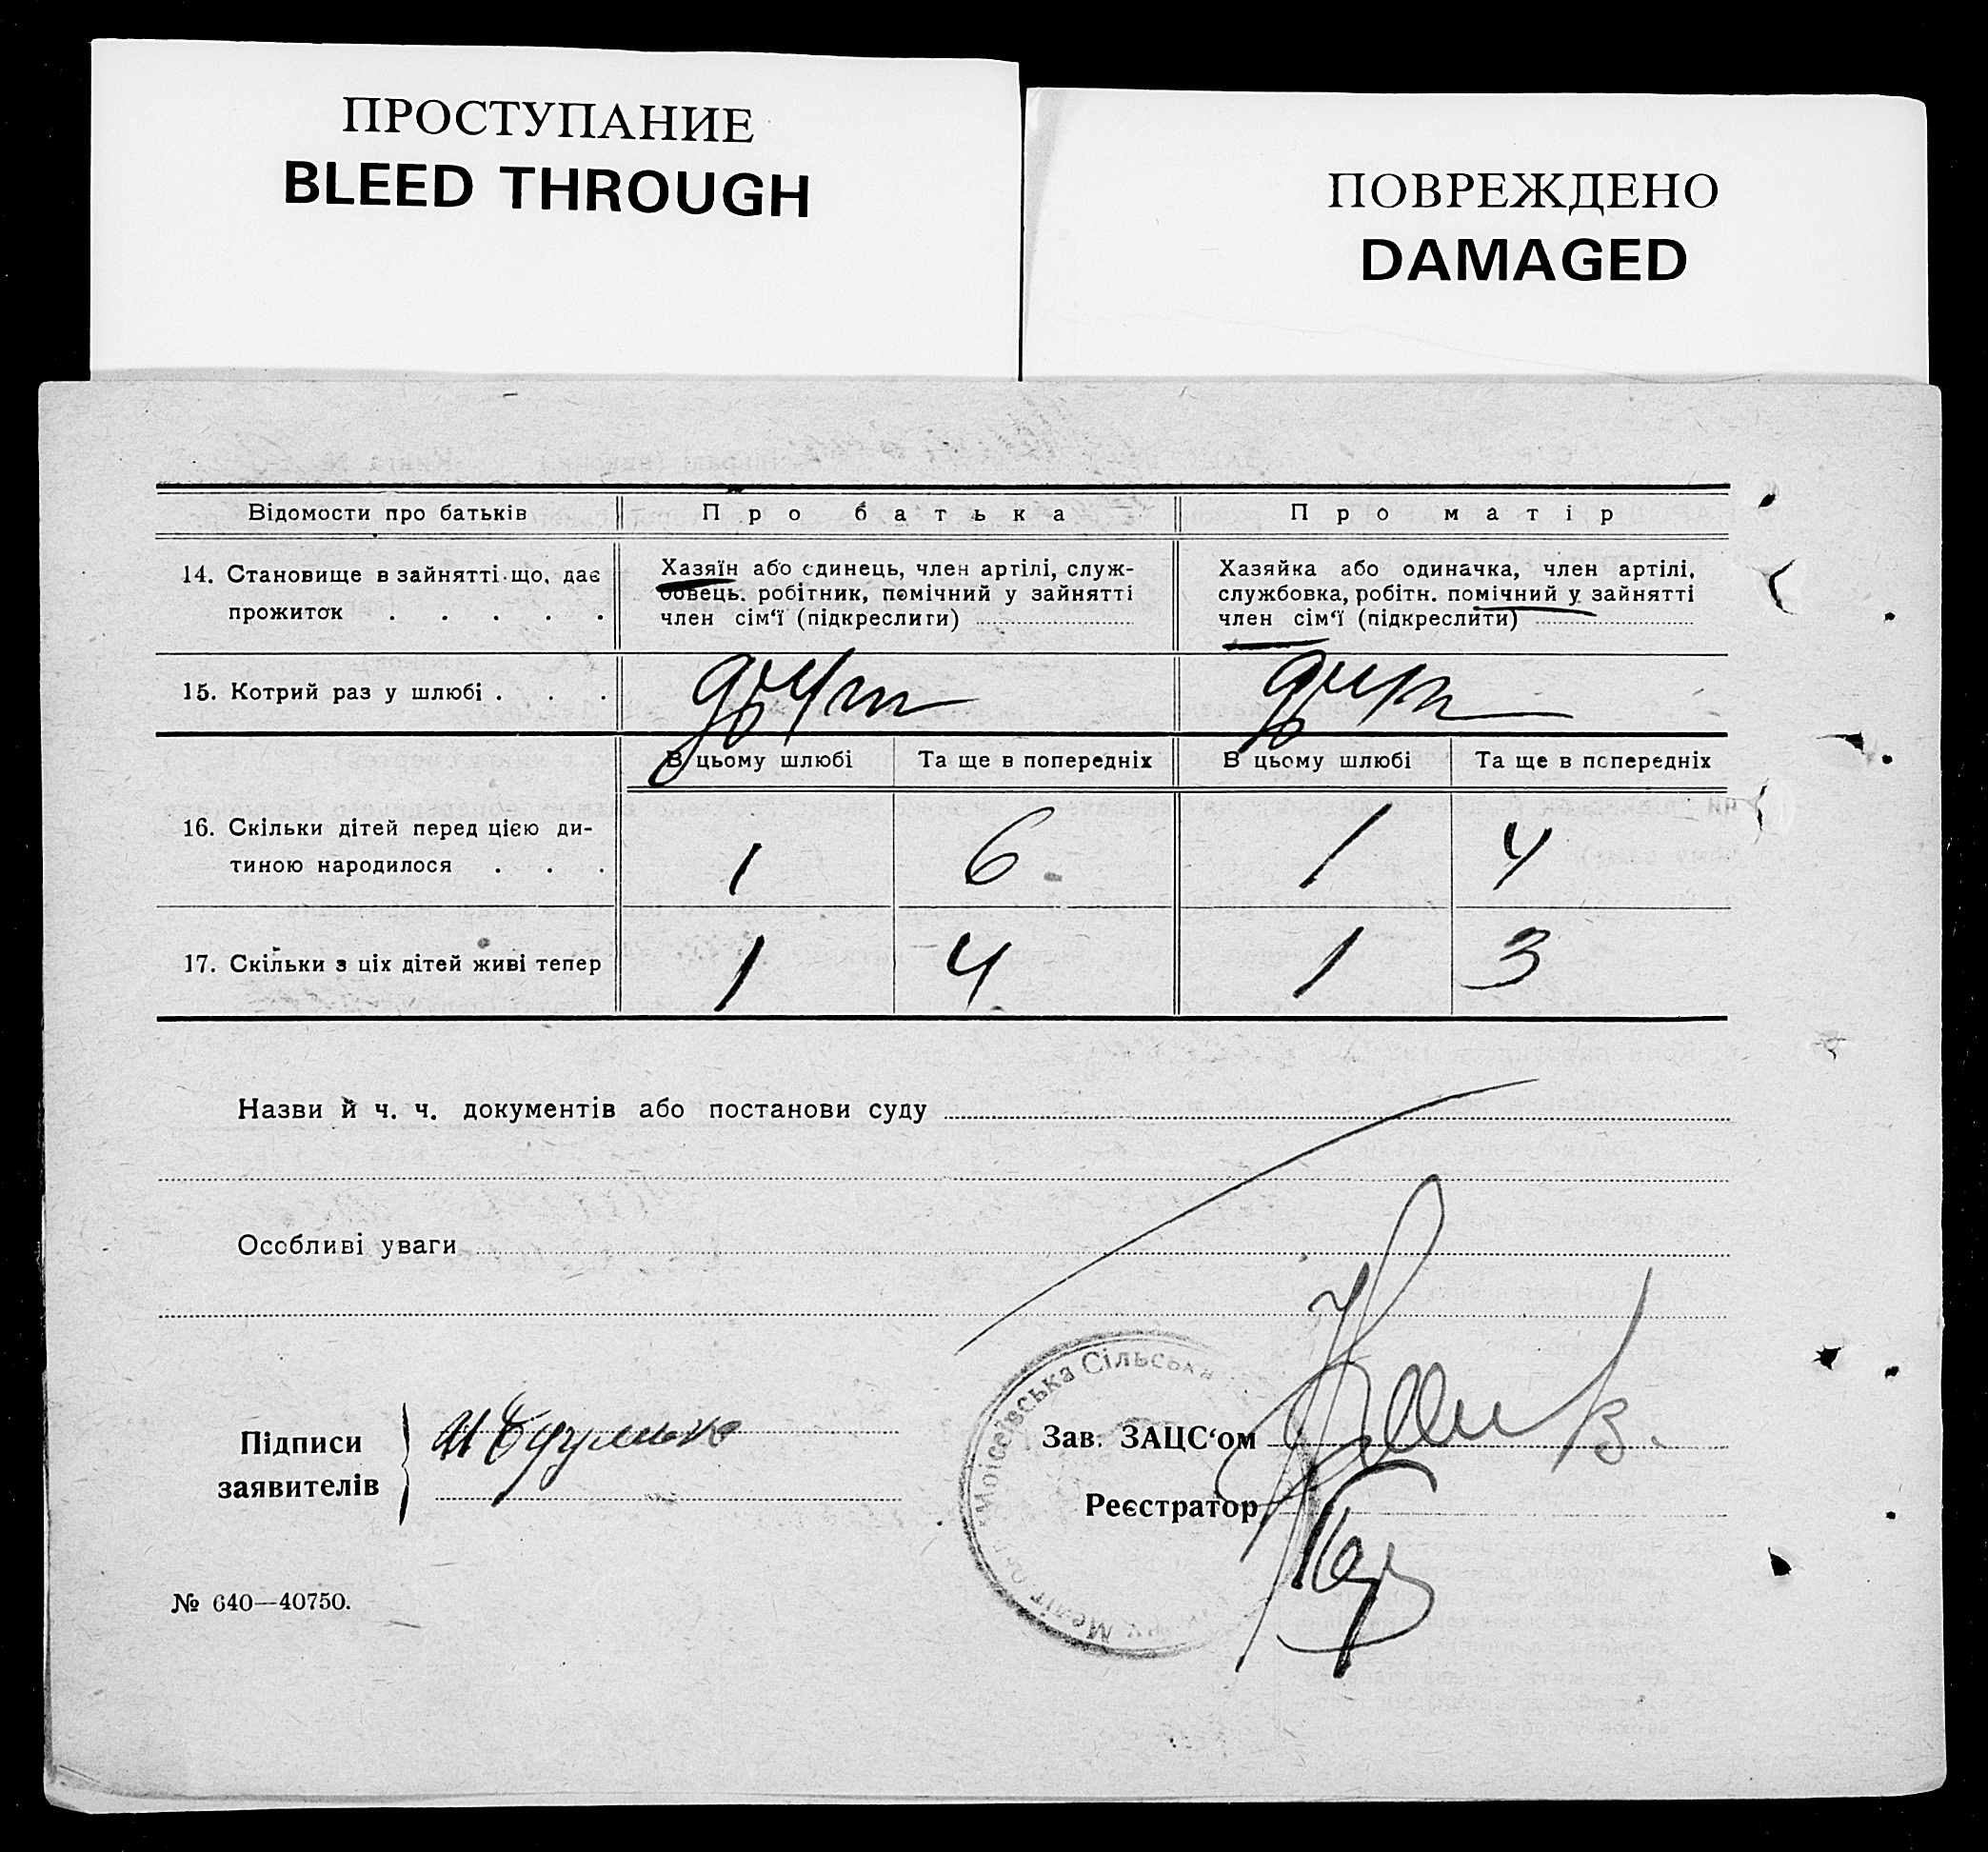 ПРОСТУПАНИЕ
BLEED THROUGH
ПОВРЕЖДЕНО
DAMAGED
Відомости про батьків
Про батька
Про матір
14. Становище в зайнятті що, дає
прожиток . . . . .
Хазяїн або єдинець, член артілі, служ-
бовець, робітник, помічний у зайнятті
член сім‘ї (підкреслити)
Хазяйка або одиначка, член артілі,
службовка, робітн. помічний у зайнятті
член сім‘ї (підкреслити)
15. Котрий раз у шлюбі . . .
В цьому шлюбі
Та ще в попередніх
В цьому шлюбі
Та ще в попередніх
16. Скільки дітей перед цією ди-
тиною народилося . . .
1
6
1
4
17. Скільки з ціх дітей живі тепер
1
4
1
3
Назви й ч. ч. документів або постанови суду
Особливі уваги
Підписи
заявителів
Зав. ЗАЦС‘ом
Реєстратор
Моісеївська Сільська
№ 640—40750.